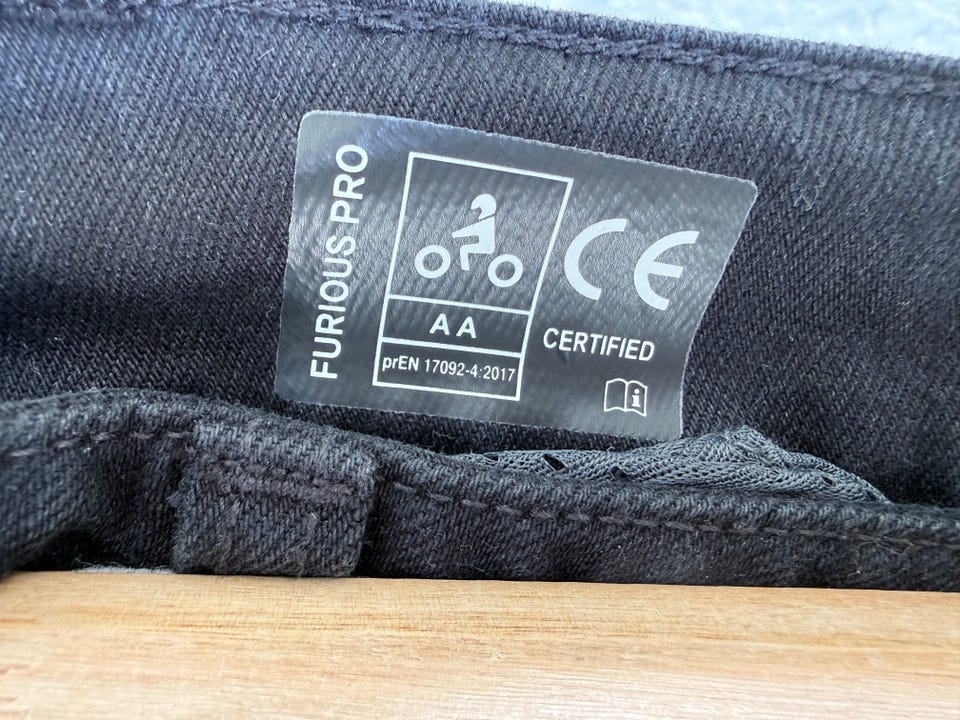 FURIOUS PRO
AA
prEN 17092-4:2017
CE
CERTIFIED
i